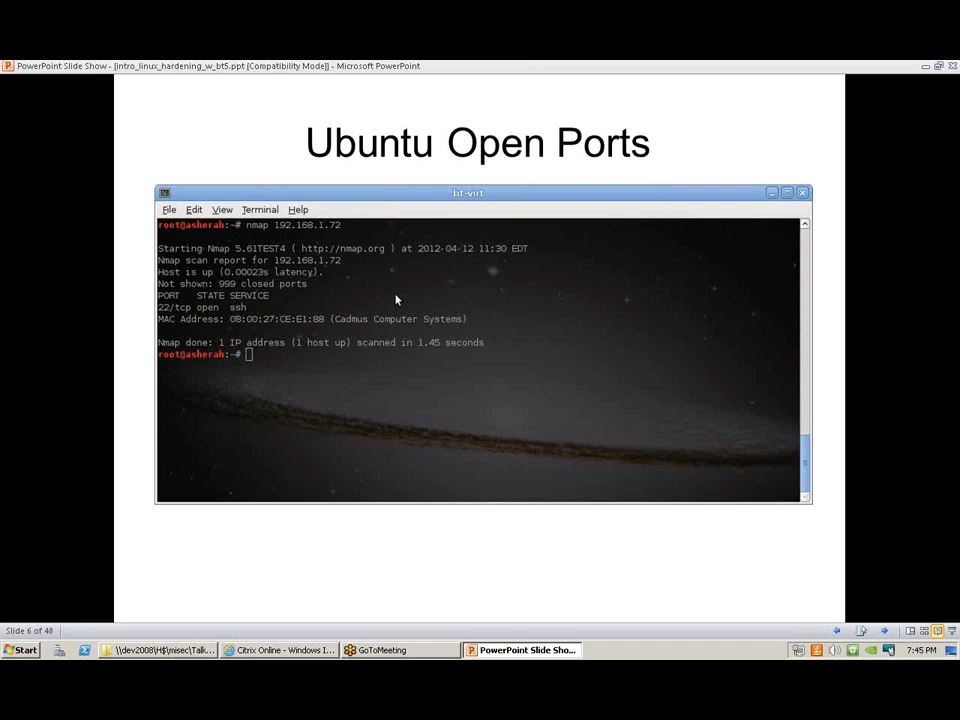 PowerPoint Slide Show - [intro_linux_hardening_w_bt5.ppt [Compatibility Mode]] - Microsoft PowerPoint
Ubuntu Open Ports
bt-virt
File Edit View Terminal Help
root@asherah:~# nmap 192.168.1.72
Starting Nmap 5.61TEST4 ( http://nmap.org ) at 2012-04-12 11:30 EDT
Nmap scan report for 192.168.1.72
Host is up (0.00023s latency).
Not shown: 999 closed ports
PORT STATE SERVICE
22/tcp open ssh
MAC Address: 08:00:27:CE:E1:88 (Cadmus Computer Systems)
Nmap done: 1 IP address (1 host up) scanned in 1.45 seconds
root@asherah:~#
Slide 6 of 48
Start \\dev2008\H$\misec\Talk... Citrix Online - Windows I... GoToMeeting PowerPoint Slide Sho... 7:45 PM